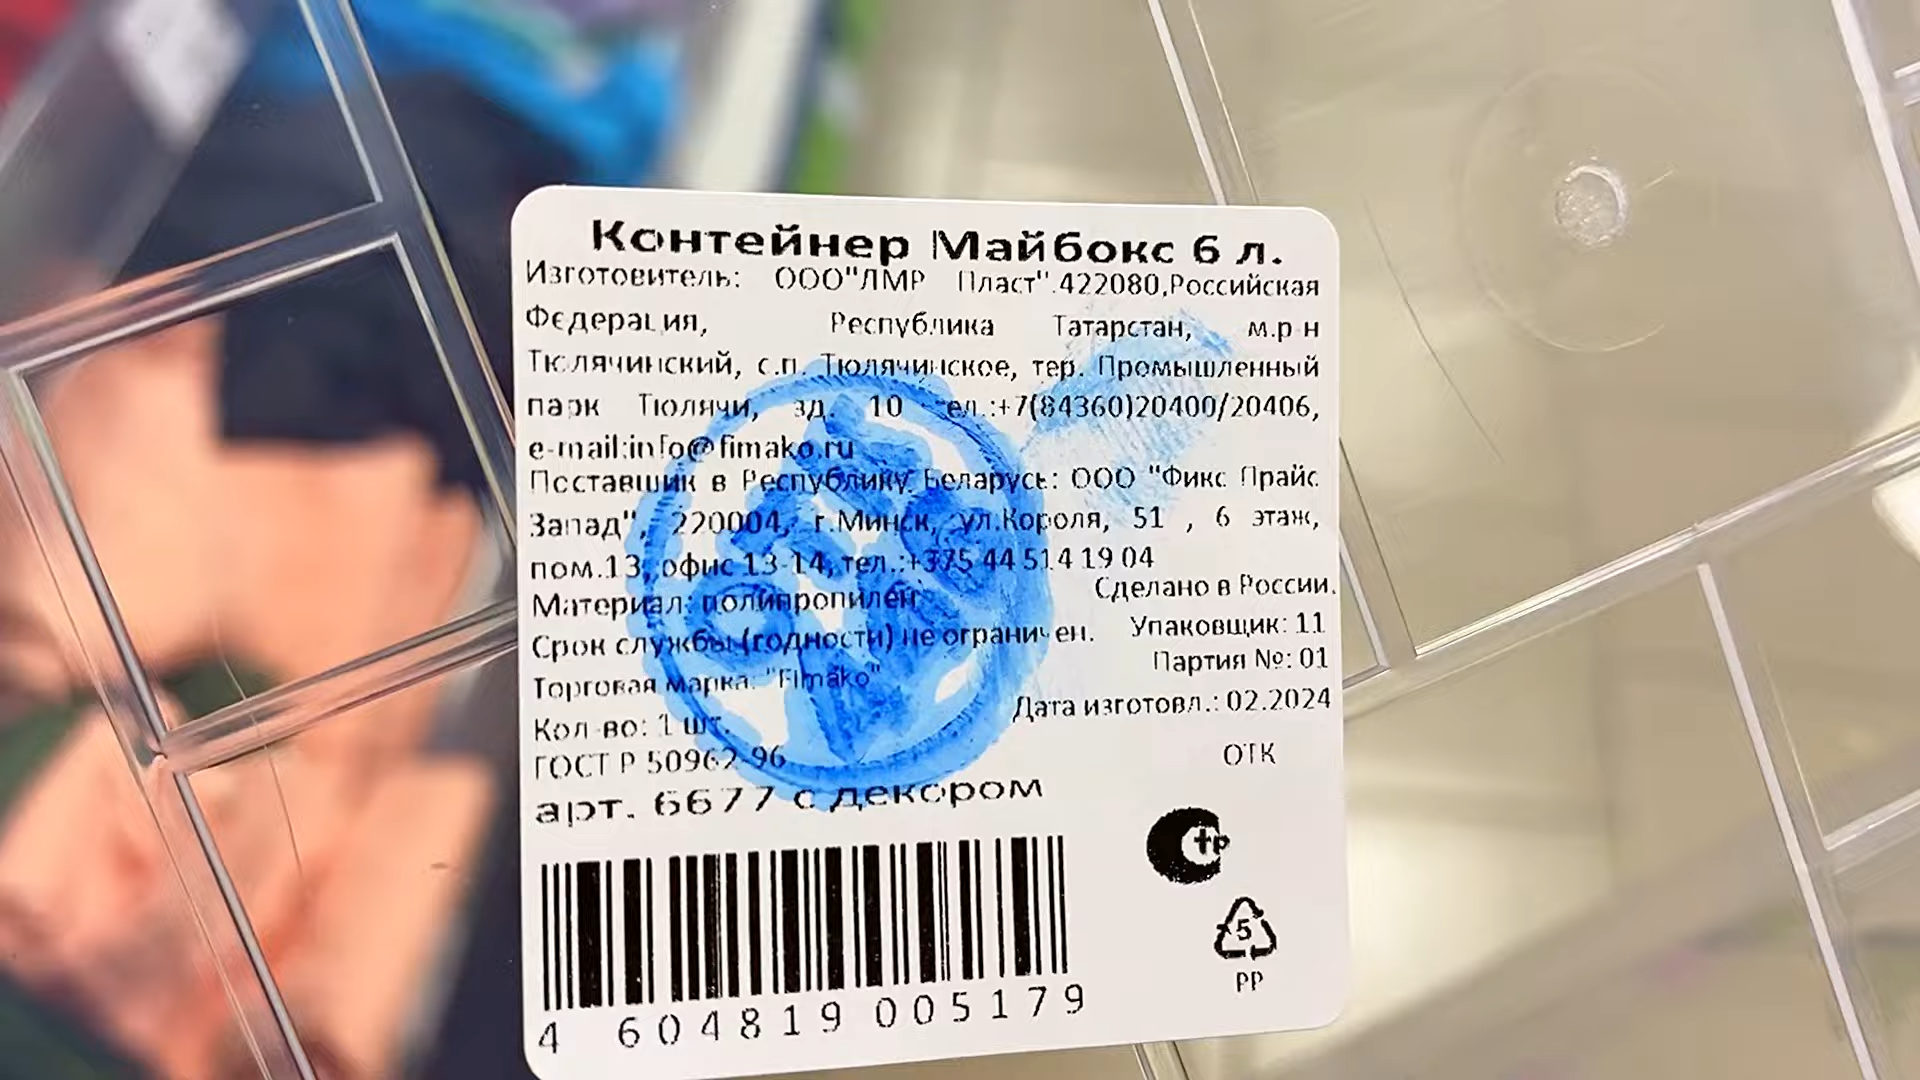 Контейнер Майбокс 6 л.
Изготовитель: ООО"ЛМР Пласт".422080,Российская
Федерация, Республика Татарстан, м.р-н
Тюлячинский, с.п. Тюлячинское, тер. Промышленный
парк Тюлячи, зд. 10 тел.:+7(84360)20400/20406,
e-mail:info@fimako.ru
Поставщик в Республику Беларусь: ООО "Фикс Прайс
Запад", 220004, г.Минск, ул.Короля, 51 , 6 этаж,
пом.13, офис 13-14, тел.:+375 44 514 19 04
Материал: полипропилен
Сделано в России.
Срок службы (годности) не ограничен.
Упаковщик: 11
Партия №: 01
Торговая марка: "Fimako"
Дата изготовл.: 02.2024
Кол-во: 1 шт.
ГОСТ Р 50962-96
ОТК
арт. 6677 с декором
тр
5
PP
4 604819 005179